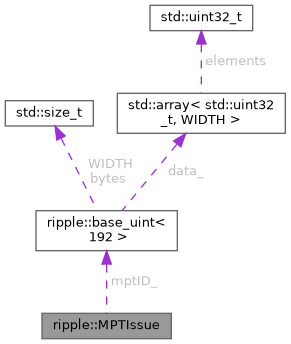 std::uint32_t
elements
std::size_t
std::array< std::uint32
_t, WIDTH >
WIDTH
bytes
data_
ripple::base_uint<
192 >
mptID_
ripple::MPTIssue